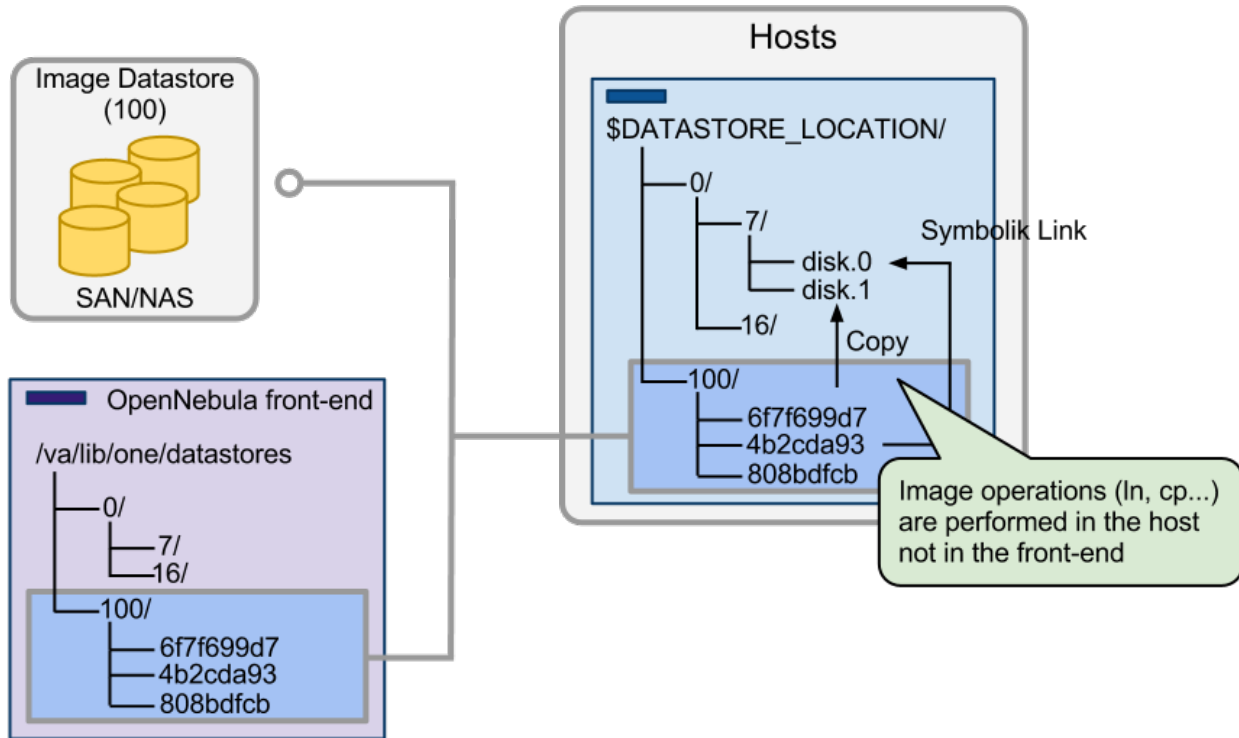 Image Datastore
(100)
SAN/NAS
OpenNebula front-end
/va/lib/one/datastores
0/
7/
16/
100/
6f7f699d7
4b2cda93
808bdfcb
Hosts
$DATASTORE_LOCATION/
0/
7/
Symbolik Link
disk.0
disk.1
16/
Copy
100/
6f7f699d7
4b2cda93
808bdfcb
Image operations (ln, cp...)
are performed in the host
not in the front-end